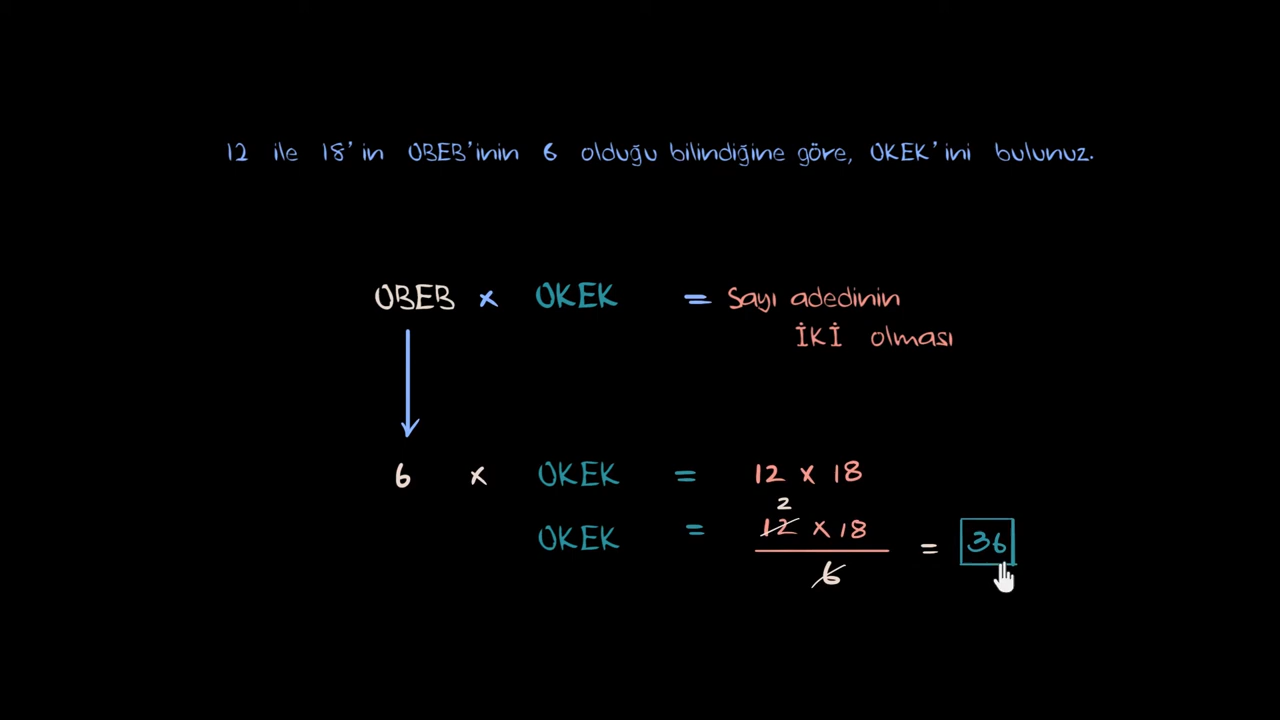 12 ile 18'in OBEB'inin 6 olduğu bilindiğine göre, OKEK'ini bulunuz.
OBEB x OKEK = Sayı adedinin
İKİ olması
6 x OKEK = 12 x 18
2
OKEK = 12 x 18 = 36
6